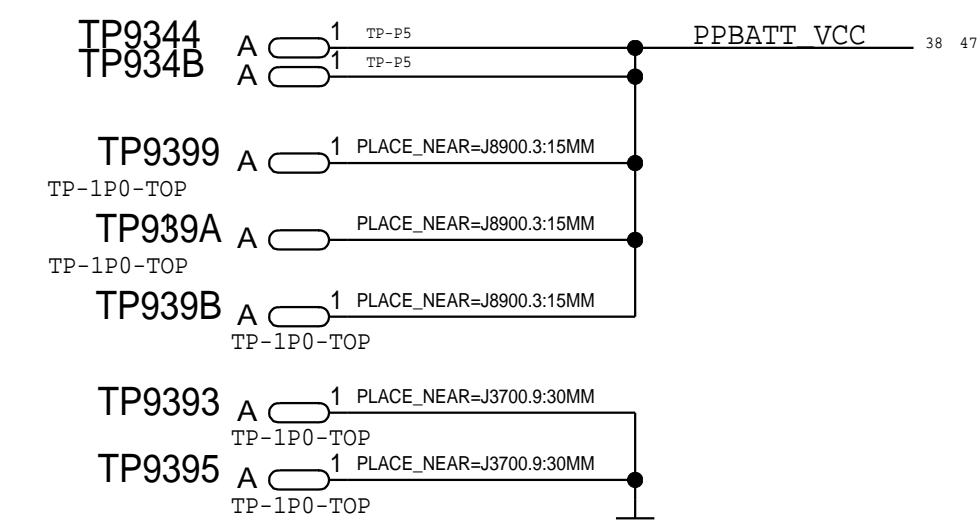 TP9344 A 1 TP-P5 PPBATT_VCC 38 47
TP934B A 1 TP-P5
TP9399 A 1 PLACE_NEAR=J8900.3:15MM
TP-1P0-TOP
TP939A A 1 PLACE_NEAR=J8900.3:15MM
TP-1P0-TOP
TP939B A 1 PLACE_NEAR=J8900.3:15MM
TP-1P0-TOP
TP9393 A 1 PLACE_NEAR=J3700.9:30MM
TP-1P0-TOP
TP9395 A 1 PLACE_NEAR=J3700.9:30MM
TP-1P0-TOP